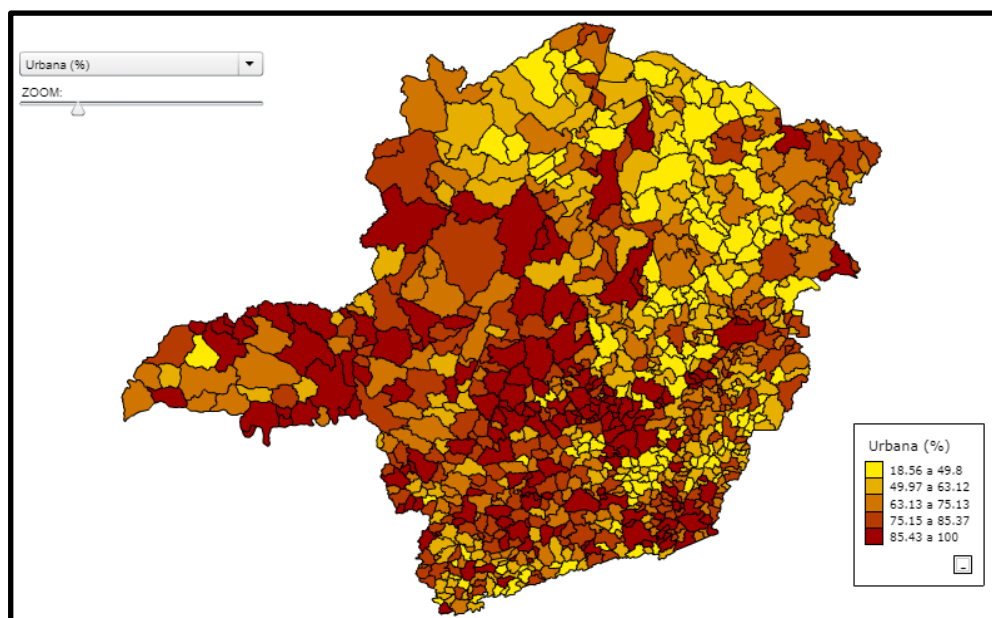 Urbana (%)
ZOOM:
Urbana (%)
18.56 a 49.8
49.97 a 63.12
63.13 a 75.13
75.15 a 85.37
85.43 a 100